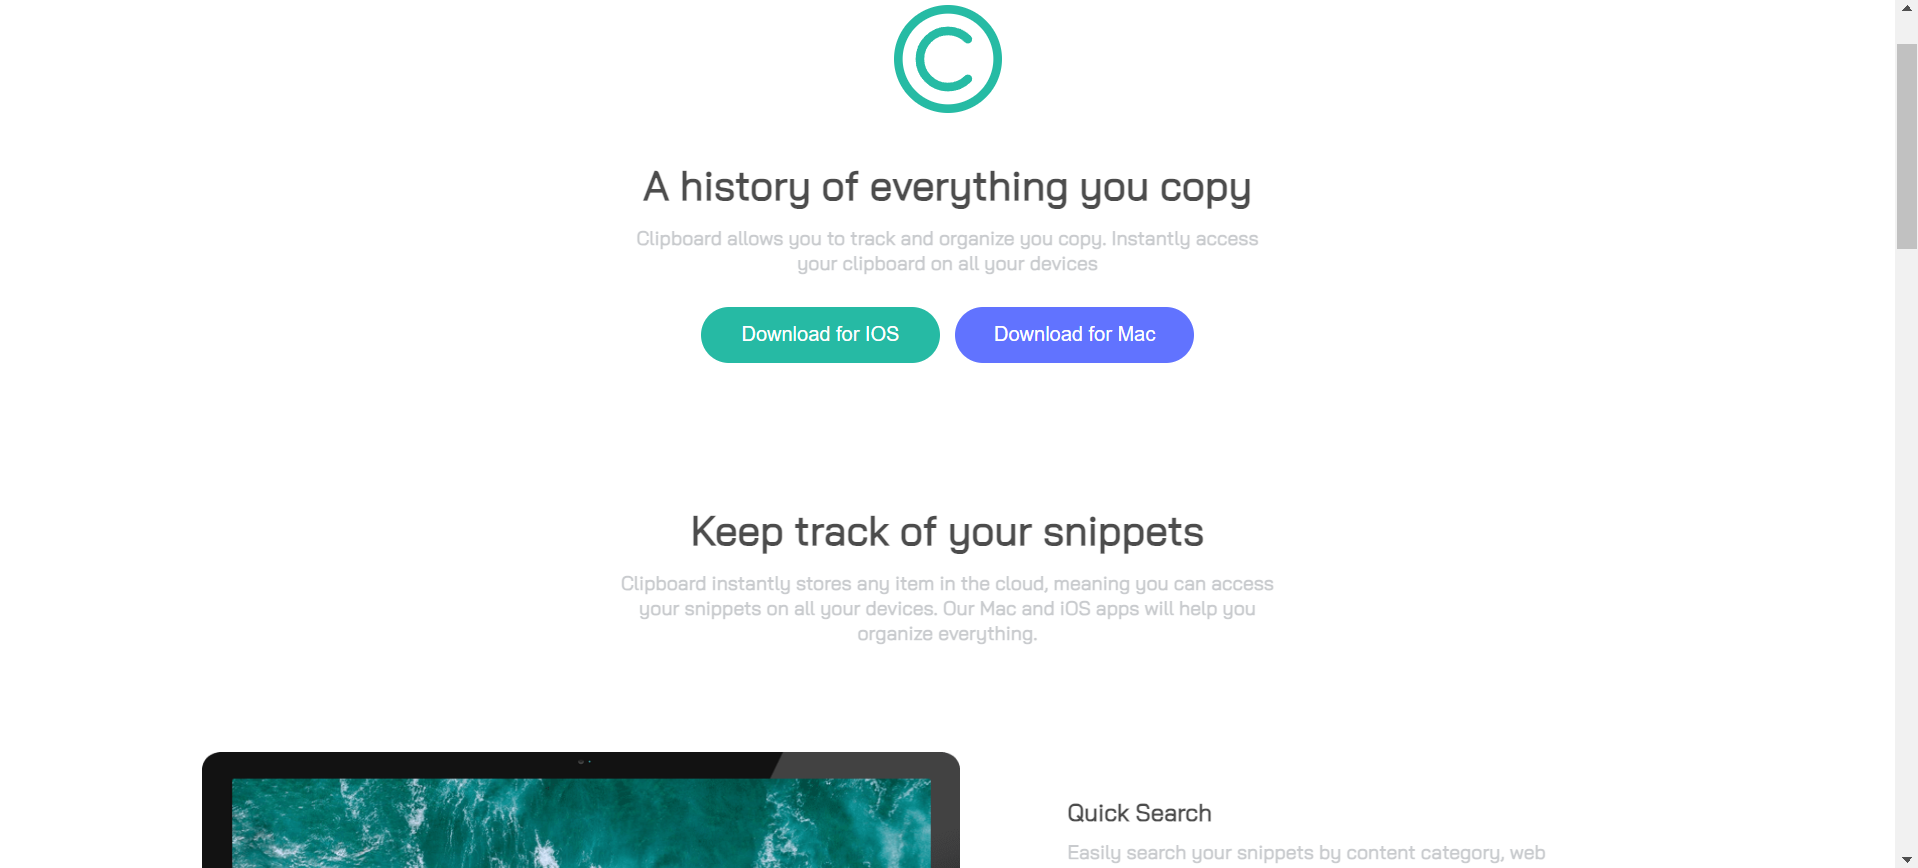 A history of everything you copy
Clipboard allows you to track and organize you copy. Instantly access
your clipboard on all your devices
Download for IOS
Download for Mac
Keep track of your snippets
Clipboard instantly stores any item in the cloud, meaning you can access
your snippets on all your devices. Our Mac and iOS apps will help you
organize everything.
Quick Search
Easily search your snippets by content category, web